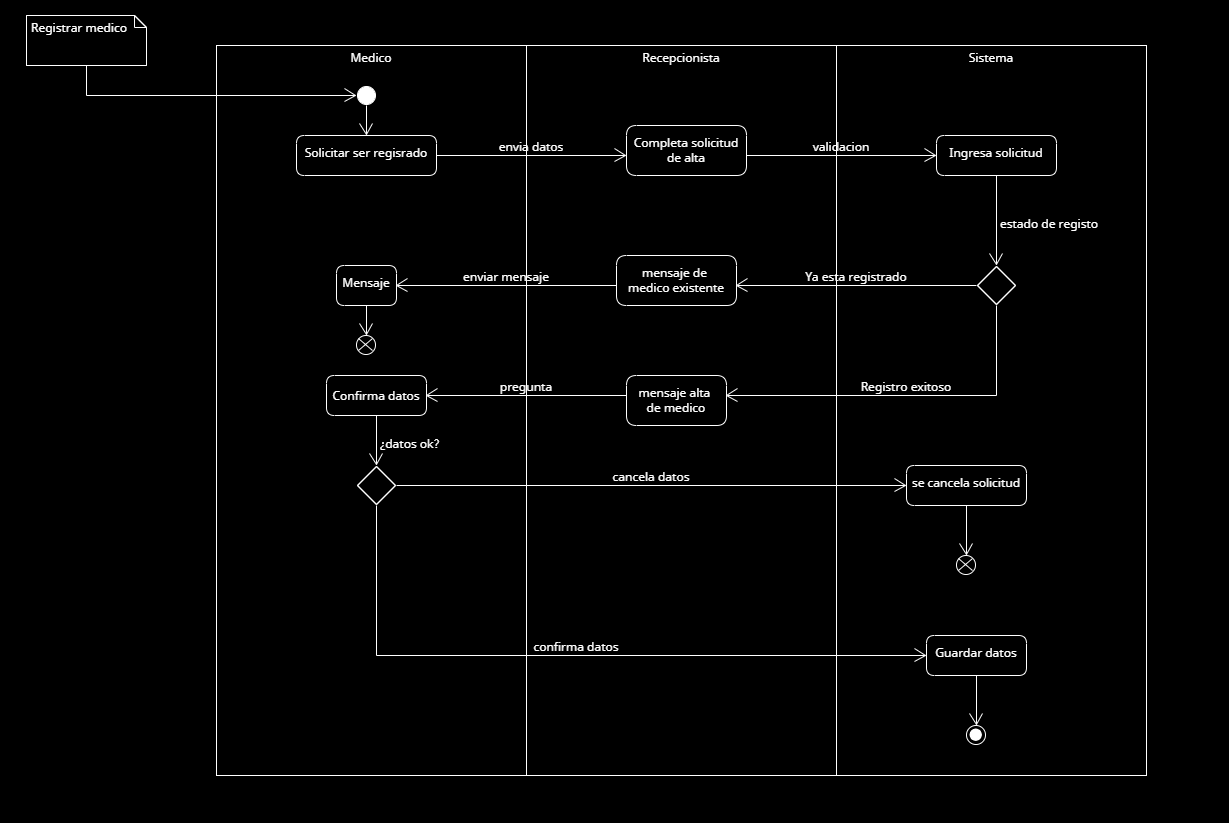 Registrar medico
Medico
Recepcionista
Sistema
Solicitar ser regisrado
envia datos
Completa solicitud
de alta
validacion
Ingresa solicitud
estado de registo
Mensaje
enviar mensaje
mensaje de
medico existente
Ya esta registrado
Confirma datos
pregunta
mensaje alta
de medico
Registro exitoso
¿datos ok?
cancela datos
se cancela solicitud
confirma datos
Guardar datos